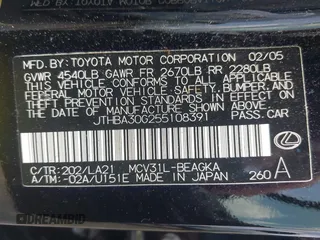 MFD. BY: TOYOTA MOTOR CORPORATION 02/05
GVWR 4540LB GAWR FR 2670LB RR 2280LB
THIS VEHICLE CONFORMS TO ALL APPLICABLE
FEDERAL MOTOR VEHICLE SAFETY, BUMPER, AND
THEFT PREVENTION STANDARDS IN EFFECT ON
THE DATE OF MANUFACTURE SHOWN ABOVE.
JTHBA30G255108391 PASS CAR
C/TR: 202/LA21 MCV31L-BEAGKA
A/TM: -02A/U151E MADE IN JAPAN 260 A
AUTOBIDMASTER